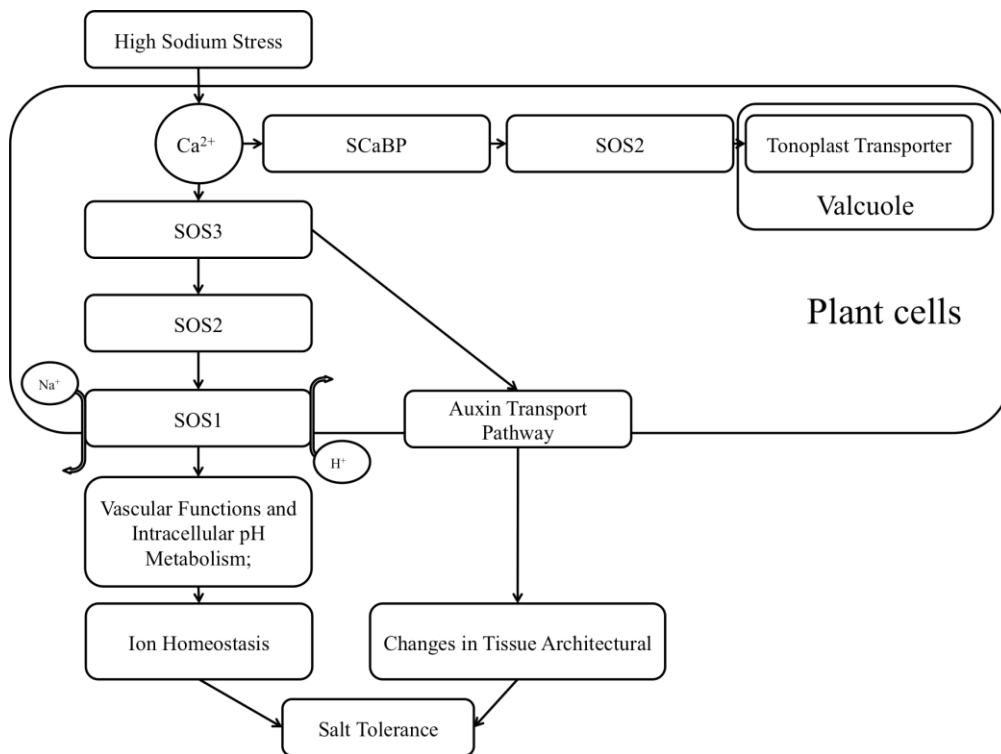 High Sodium Stress
Ca²⁺
SCaBP
SOS2
Tonoplast Transporter
Valcuole
SOS3
SOS2
Plant cells
Na⁺
SOS1
Auxin Transport
Pathway
H⁺
Vascular Functions and
Intracellular pH
Metabolism;
Ion Homeostasis
Changes in Tissue Architectural
Salt Tolerance